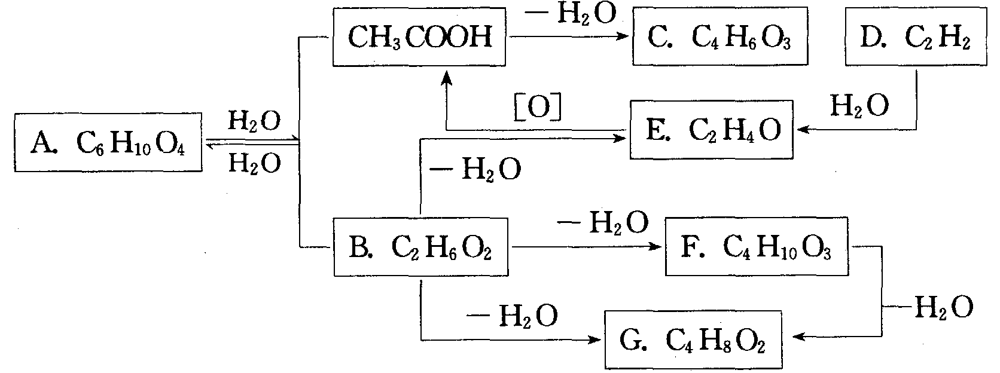 CH₃COOH
− H₂O
C. C₄H₆O₃
D. C₂H₂
A. C₆H₁₀O₄
H₂O
H₂O
[O]
E. C₂H₄O
H₂O
− H₂O
B. C₂H₆O₂
− H₂O
F. C₄H₁₀O₃
− H₂O
G. C₄H₈O₂
−H₂O